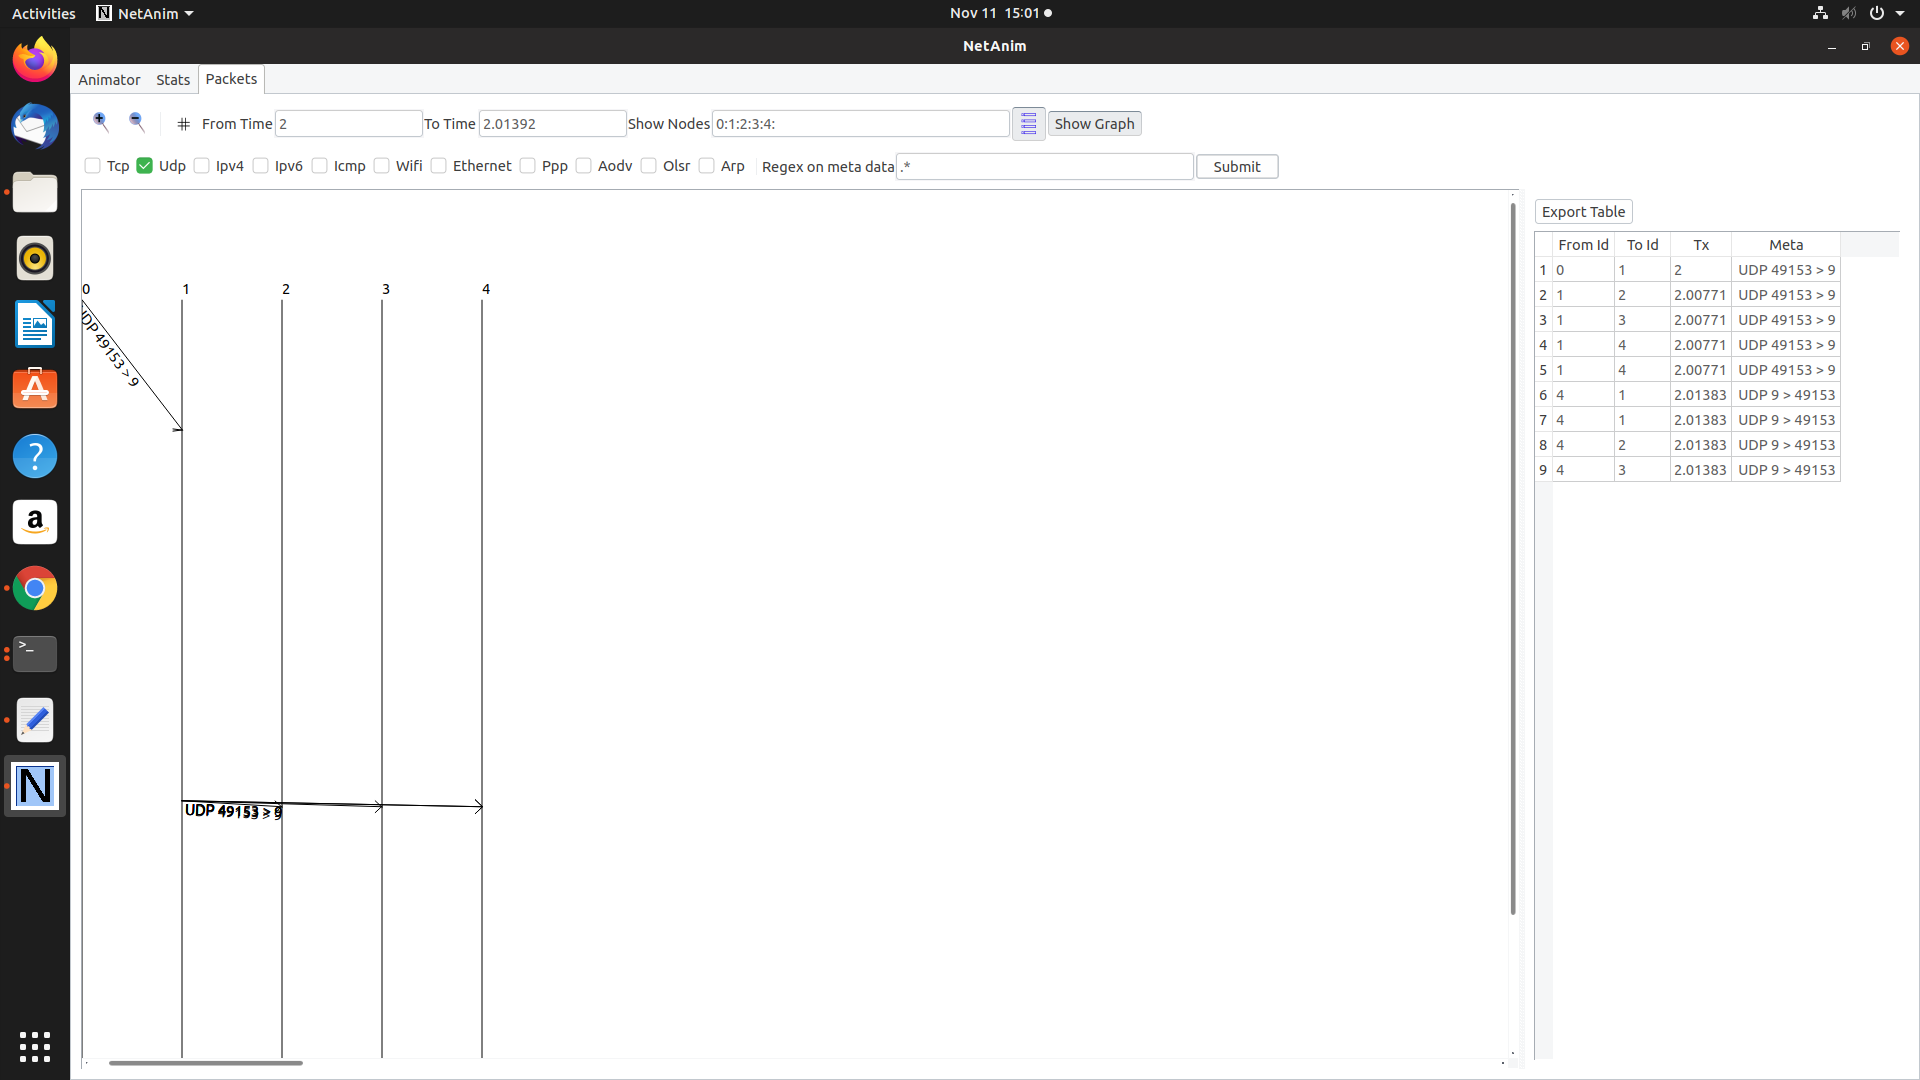 Activities NetAnim Nov 11 15:01
NetAnim
Animator Stats Packets
From Time 2 To Time 2.01392 Show Nodes 0:1:2:3:4: Show Graph
Tcp Udp Ipv4 Ipv6 Icmp Wifi Ethernet Ppp Aodv Olsr Arp Regex on meta data .* Submit
Export Table
From Id To Id Tx Meta
1 0 1 2 UDP 49153 > 9
2 1 2 2.00771 UDP 49153 > 9
3 1 3 2.00771 UDP 49153 > 9
4 1 4 2.00771 UDP 49153 > 9
5 1 4 2.00771 UDP 49153 > 9
6 4 1 2.01383 UDP 9 > 49153
7 4 1 2.01383 UDP 9 > 49153
8 4 2 2.01383 UDP 9 > 49153
9 4 3 2.01383 UDP 9 > 49153
0 1 2 3 4
UDP 49153 > 9
UDP 49153 > 9